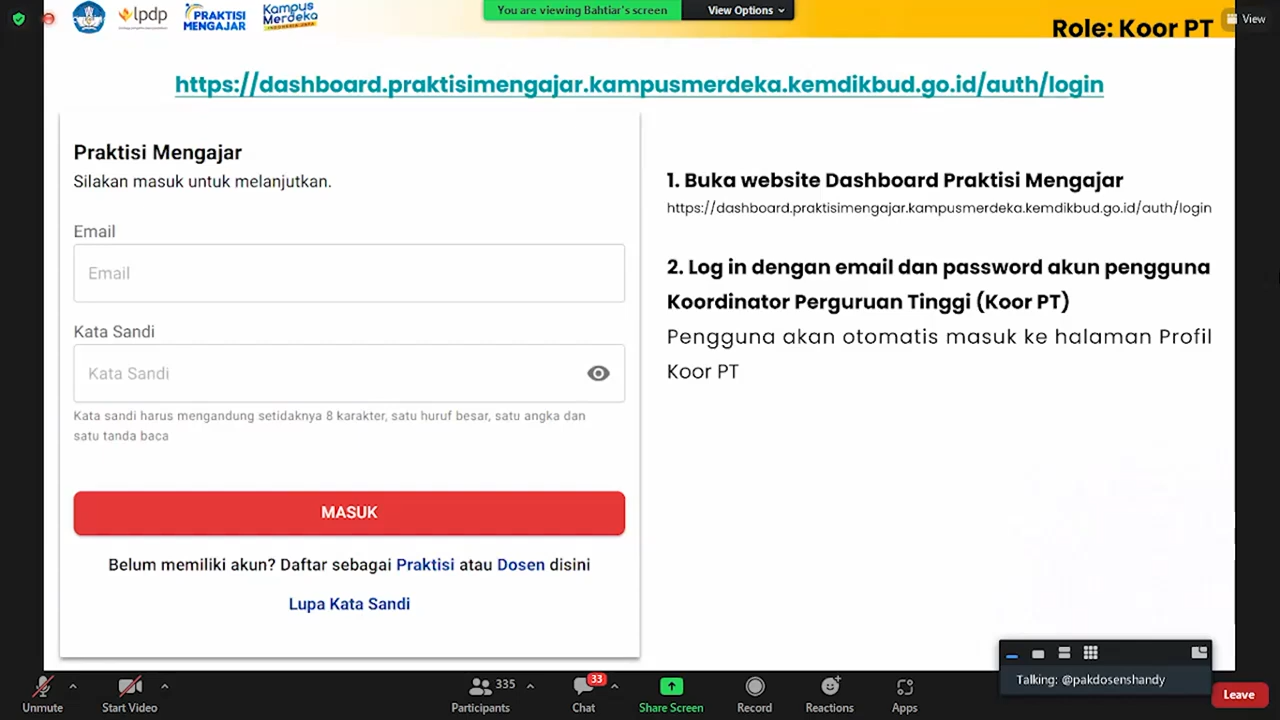 lpdp
PRAKTISI
MENGAJAR
Kampus
Merdeka
INDONESIA JAYA
You are viewing Bahtiar's screen
View Options
Role: Koor PT
View
https://dashboard.praktisimengajar.kampusmerdeka.kemdikbud.go.id/auth/login
Praktisi Mengajar
Silakan masuk untuk melanjutkan.
Email
Email
Kata Sandi
Kata Sandi
Kata sandi harus mengandung setidaknya 8 karakter, satu huruf besar, satu angka dan
satu tanda baca
MASUK
Belum memiliki akun? Daftar sebagai Praktisi atau Dosen disini
Lupa Kata Sandi
1. Buka website Dashboard Praktisi Mengajar
https://dashboard.praktisimengajar.kampusmerdeka.kemdikbud.go.id/auth/login
2. Log in dengan email dan password akun pengguna
Koordinator Perguruan Tinggi (Koor PT)
Pengguna akan otomatis masuk ke halaman Profil
Koor PT
Talking: @pakdosenshandy
Unmute
Start Video
335
Participants
33
Chat
Share Screen
Record
Reactions
Apps
Leave